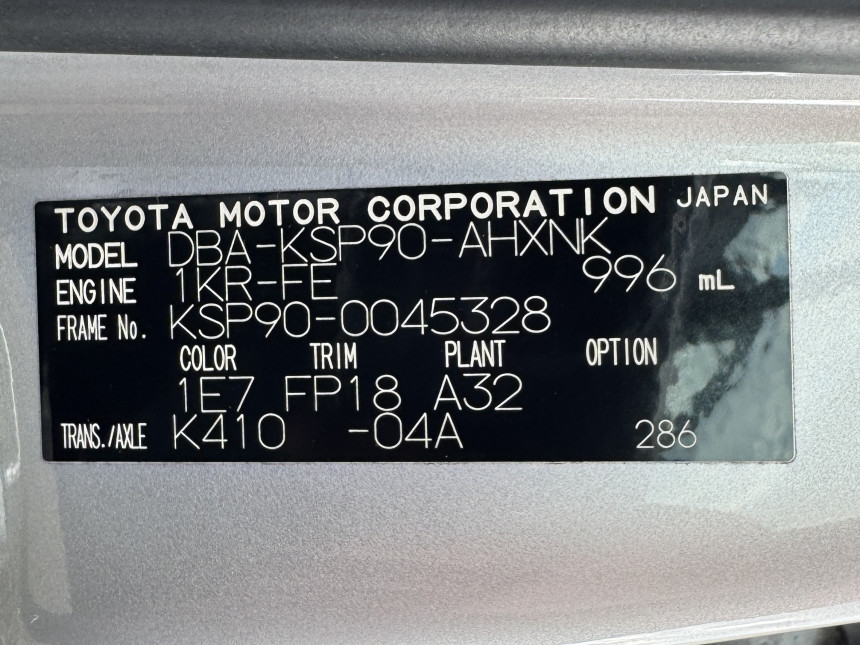 TOYOTA MOTOR CORPORATION JAPAN
MODEL DBA-KSP90-AHXNK
ENGINE 1KR-FE 996 mL
FRAME No. KSP90-0045328
COLOR TRIM PLANT OPTION
1E7 FP18 A32
TRANS./AXLE K410 -04A 286